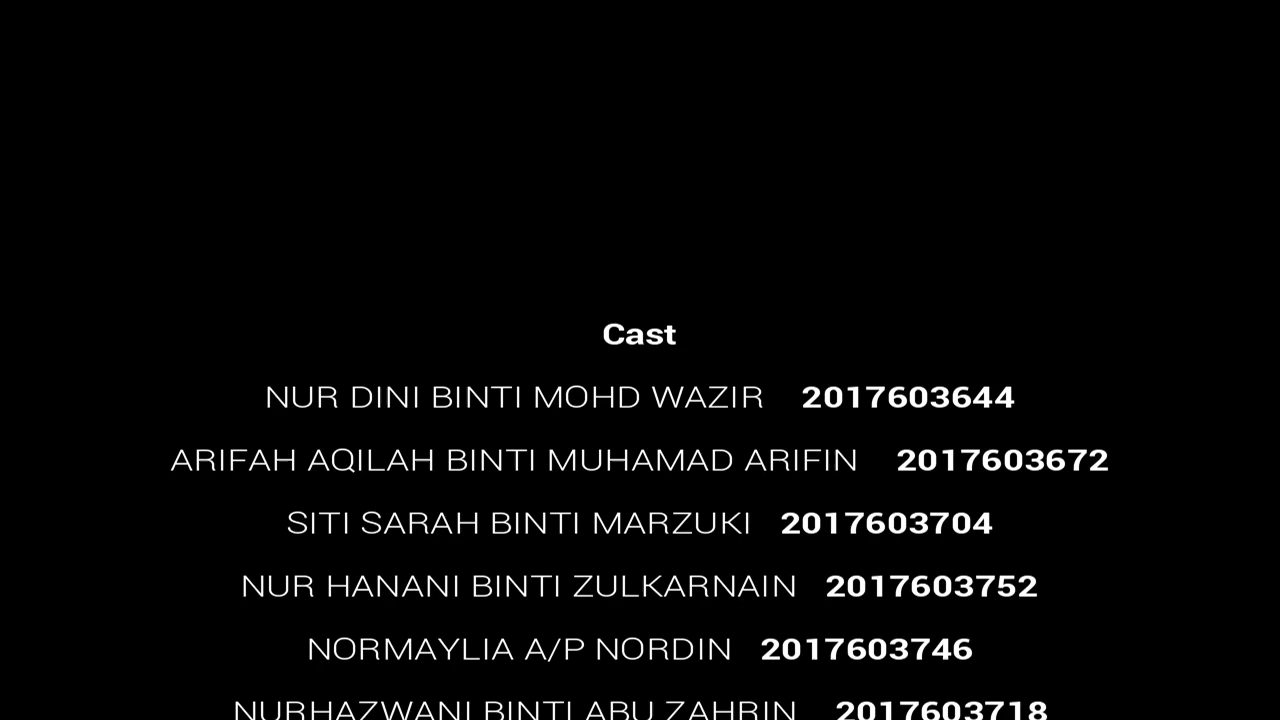 Cast
NUR DINI BINTI MOHD WAZIR 2017603644
ARIFAH AQILAH BINTI MUHAMAD ARIFIN 2017603672
SITI SARAH BINTI MARZUKI 2017603704
NUR HANANI BINTI ZULKARNAIN 2017603752
NORMAYLIA A/P NORDIN 2017603746
NURHAZWANI BINTI ABU ZAHRIN 2017603718